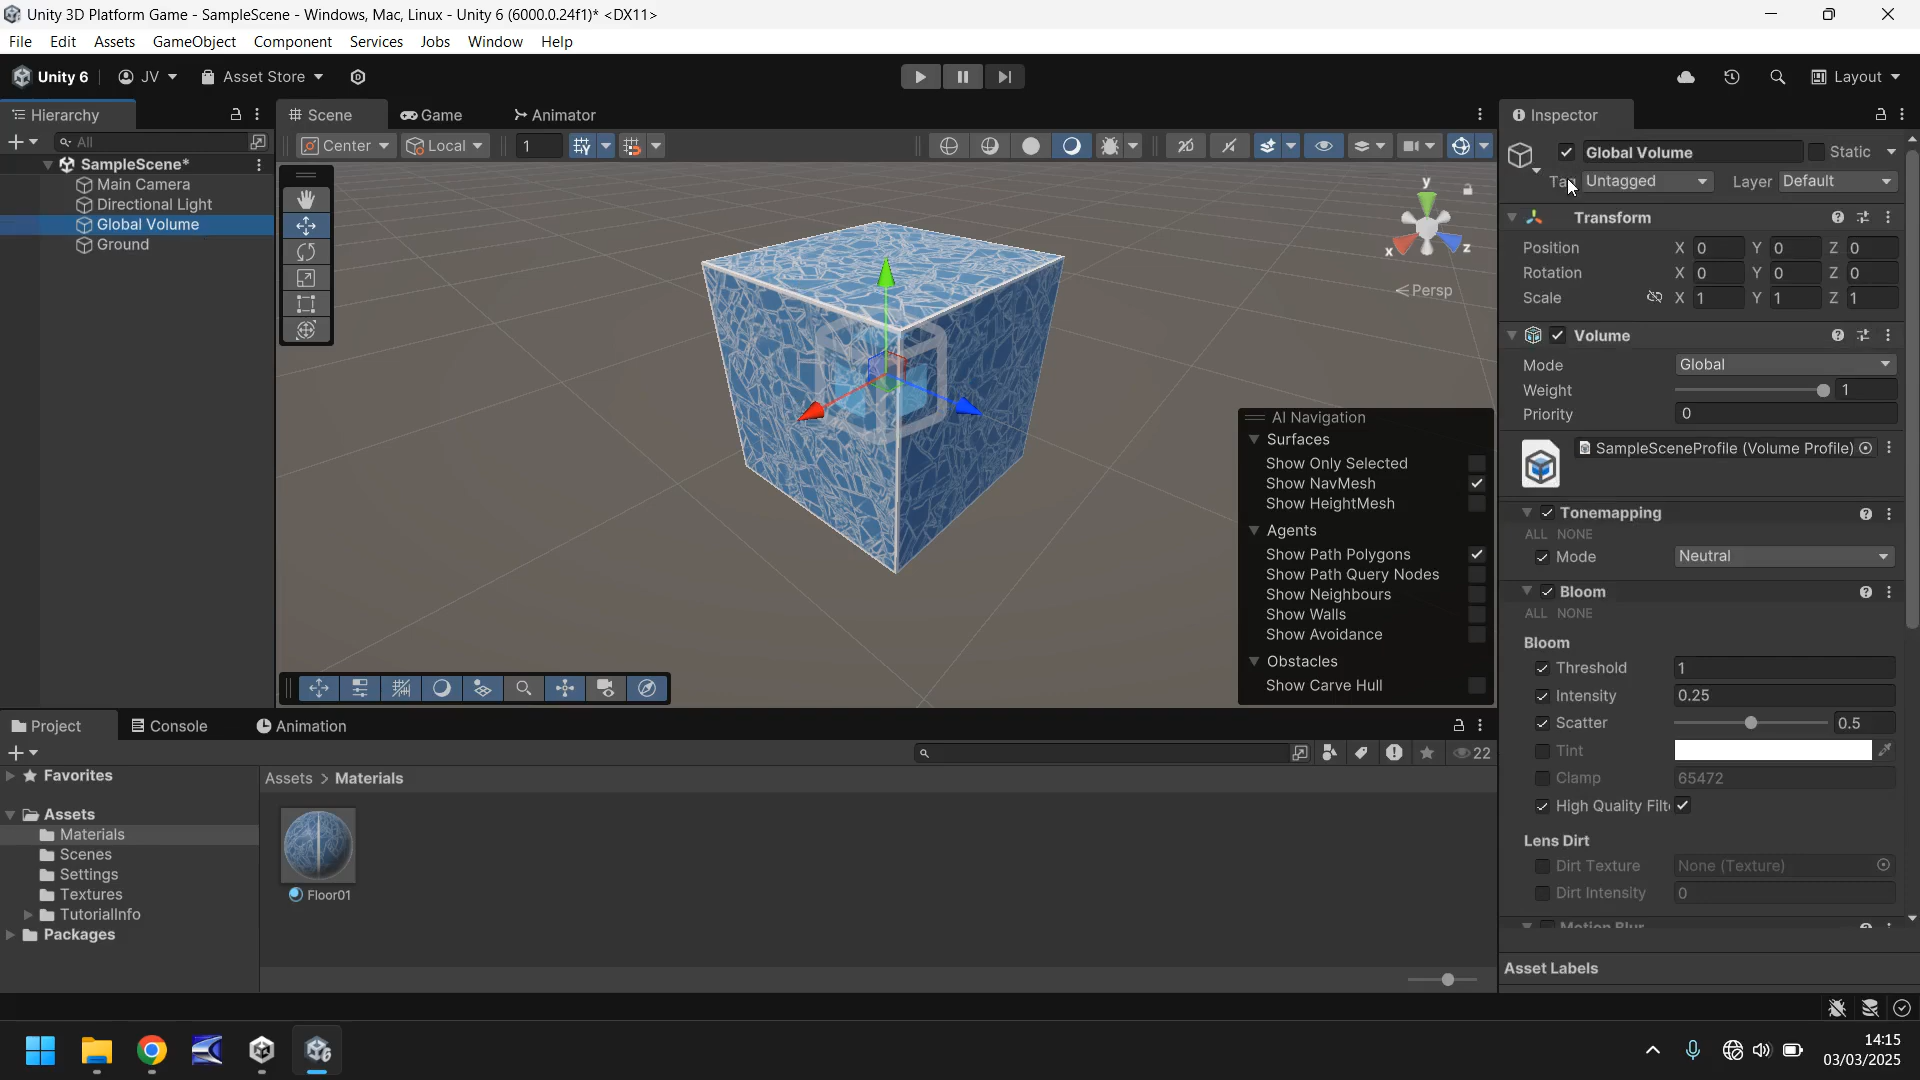 Unity 3D Platform Game - SampleScene - Windows, Mac, Linux - Unity 6 (6000.0.24f1)* <DX11>
File Edit Assets GameObject Component Services Jobs Window Help
Unity 6 JV Asset Store Layout
Hierarchy
All
SampleScene*
Main Camera
Directional Light
Global Volume
Ground
Scene Game Animator
Center Local 1 2D
y
x z
Persp
AI Navigation
Surfaces
Show Only Selected
Show NavMesh
Show HeightMesh
Agents
Show Path Polygons
Show Path Query Nodes
Show Neighbours
Show Walls
Show Avoidance
Obstacles
Show Carve Hull
Inspector
Global Volume Static
Tag Untagged Layer Default
Transform
Position X 0 Y 0 Z 0
Rotation X 0 Y 0 Z 0
Scale X 1 Y 1 Z 1
Volume
Mode Global
Weight 1
Priority 0
SampleSceneProfile (Volume Profile)
Tonemapping
ALL NONE
Mode Neutral
Bloom
ALL NONE
Bloom
Threshold 1
Intensity 0.25
Scatter 0.5
Tint
Clamp 65472
High Quality Filt
Lens Dirt
Dirt Texture None (Texture)
Dirt Intensity 0
Motion Blur
Asset Labels
Project Console Animation
22
Favorites
Assets
Materials
Scenes
Settings
Textures
TutorialInfo
Packages
Assets > Materials
Floor01
14:15
03/03/2025